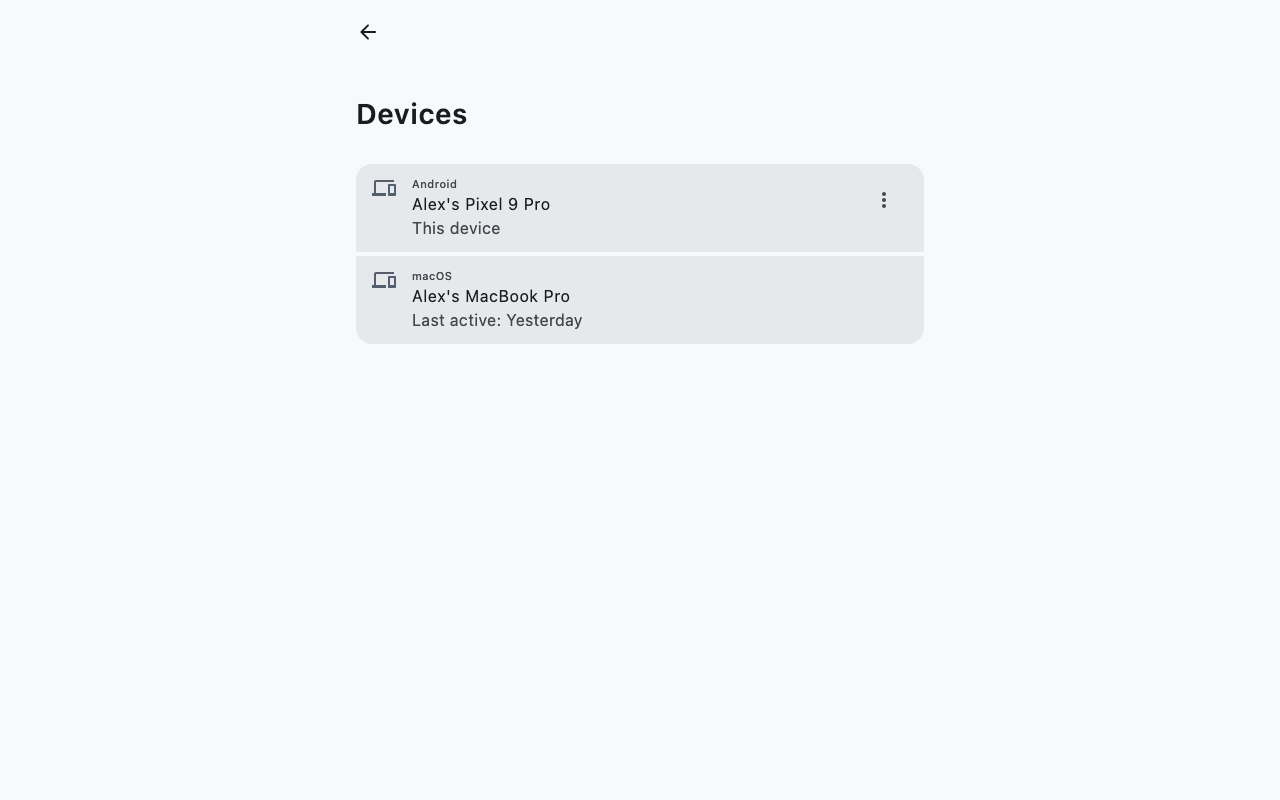 Devices
Android
Alex's Pixel 9 Pro
This device
macOS
Alex's MacBook Pro
Last active: Yesterday